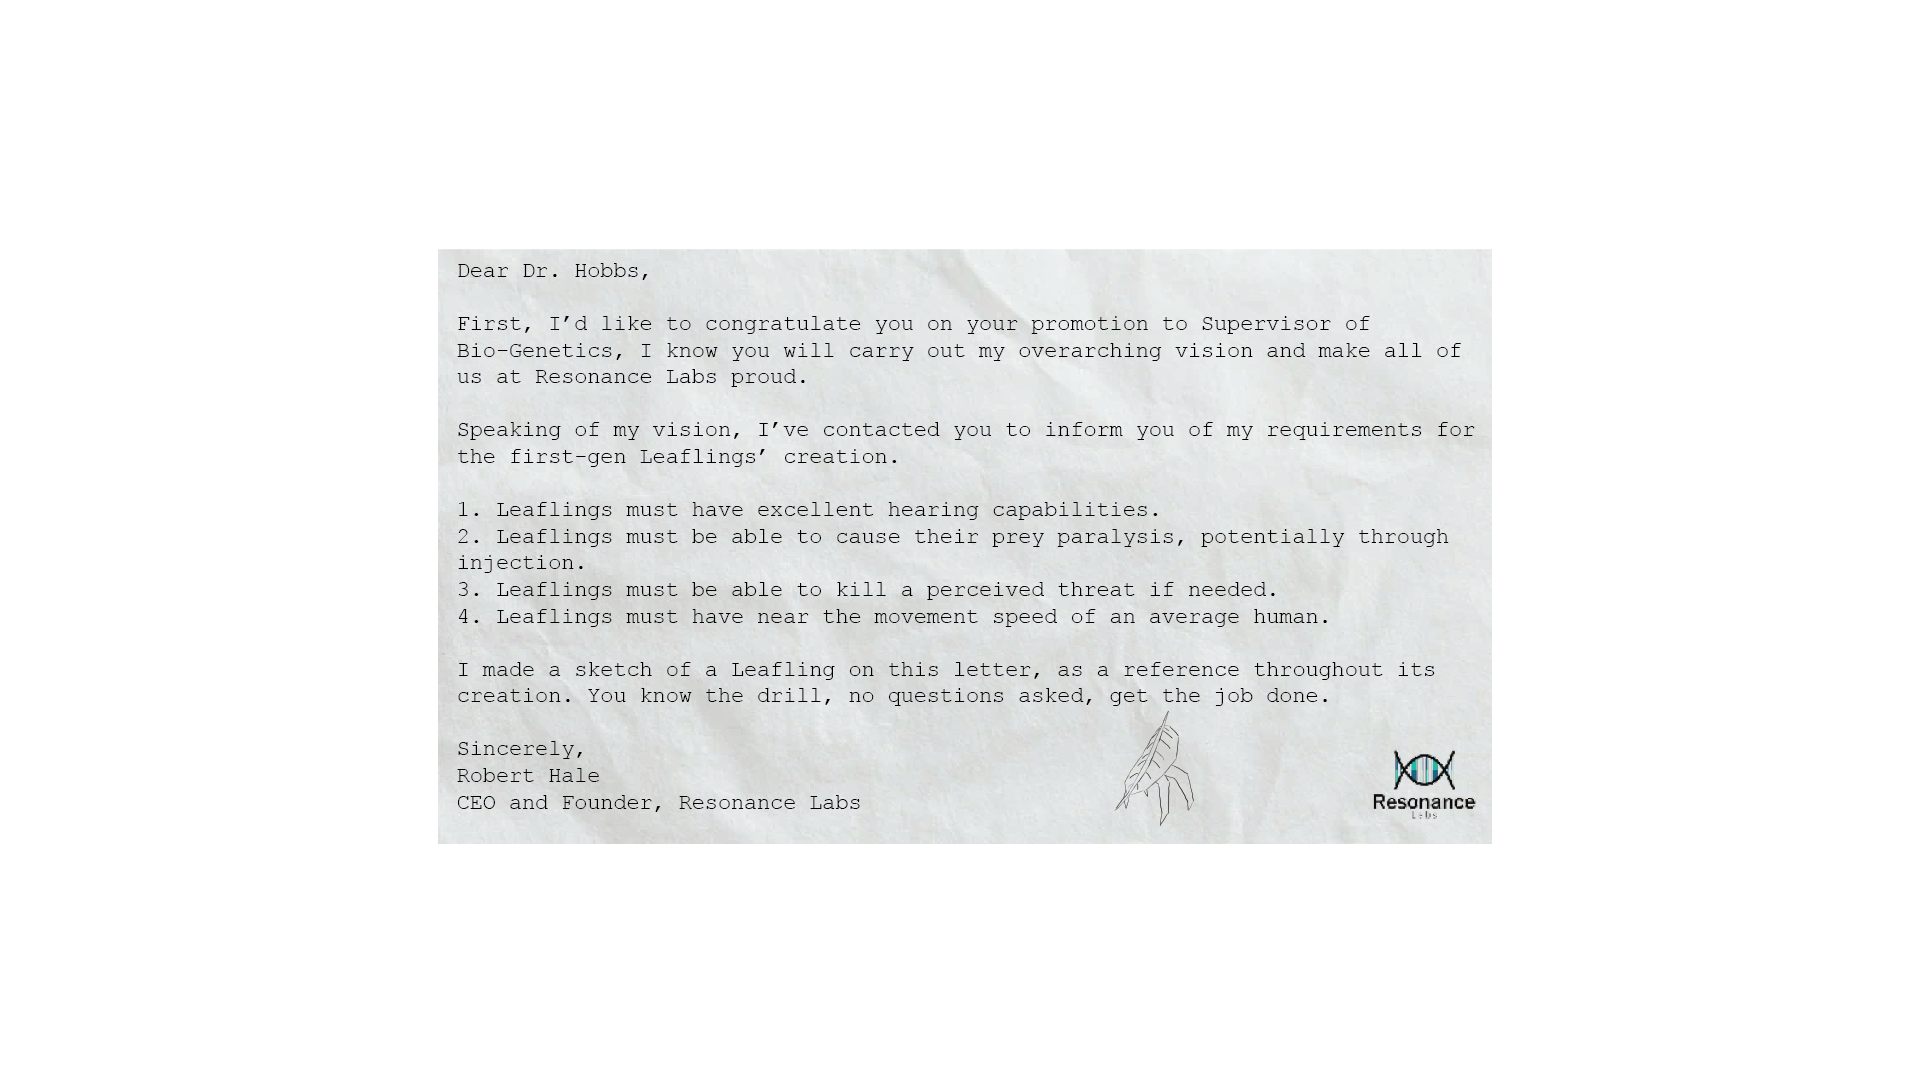 Dear Dr. Hobbs,
First, I’d like to congratulate you on your promotion to Supervisor of
Bio-Genetics, I know you will carry out my overarching vision and make all of
us at Resonance Labs proud.
Speaking of my vision, I’ve contacted you to inform you of my requirements for
the first-gen Leaflings’ creation.
1. Leaflings must have excellent hearing capabilities.
2. Leaflings must be able to cause their prey paralysis, potentially through
injection.
3. Leaflings must be able to kill a perceived threat if needed.
4. Leaflings must have near the movement speed of an average human.
I made a sketch of a Leafling on this letter, as a reference throughout its
creation. You know the drill, no questions asked, get the job done.
Sincerely,
Robert Hale
CEO and Founder, Resonance Labs
Resonance
Labs